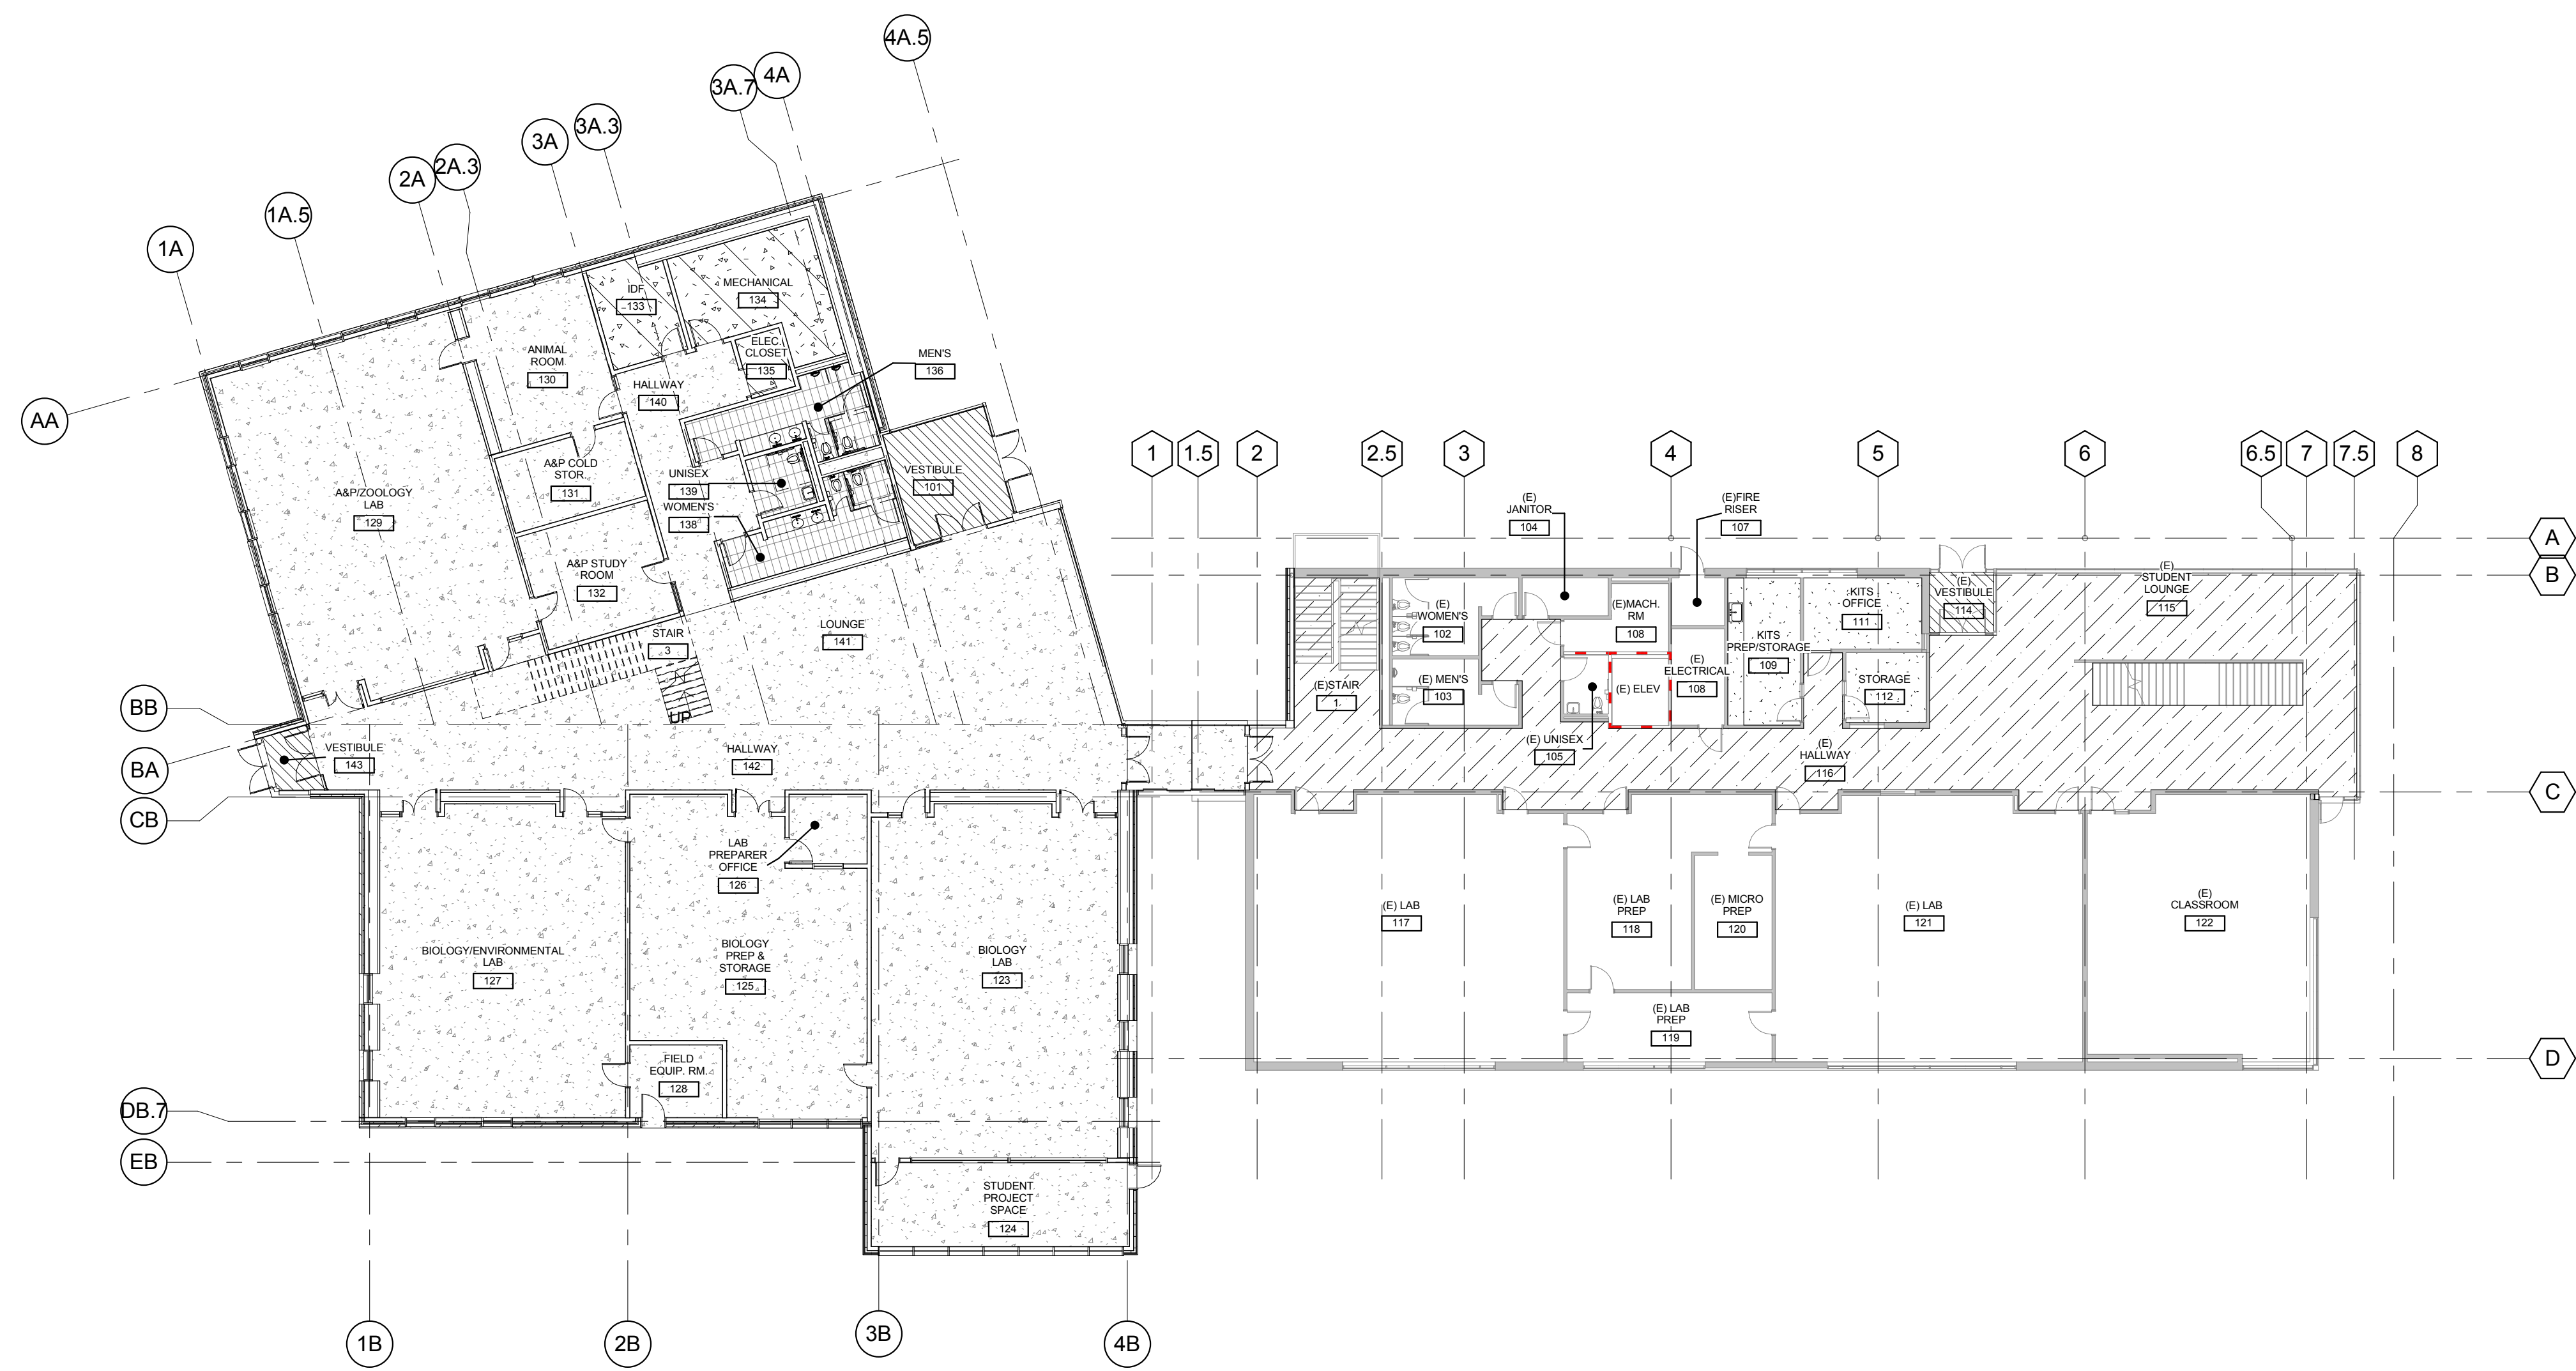 4A.5
3A.7
4A
3A.3
3A
2A.3
2A
1A.5
1A
AA
BB
BA
CB
DB.7
EB
1B
2B
3B
4B
1
1.5
2
2.5
3
4
5
6
6.5
7
7.5
8
A
B
C
D
IDF
133
MECHANICAL
134
ELEC.
CLOSET
135
MEN'S
136
ANIMAL
ROOM
130
HALLWAY
140
A&P COLD
STOR.
131
UNISEX
139
WOMEN'S
138
VESTIBULE
101
A&P/ZOOLOGY
LAB
129
A&P STUDY
ROOM
132
STAIR
3
LOUNGE
141
UP
VESTIBULE
143
HALLWAY
142
LAB
PREPARER
OFFICE
126
BIOLOGY/ENVIRONMENTAL
LAB
127
BIOLOGY
PREP &
STORAGE
125
BIOLOGY
LAB
123
FIELD
EQUIP. RM.
128
STUDENT
PROJECT
SPACE
124
(E)
JANITOR
104
(E)FIRE
RISER
107
(E)
WOMEN'S
102
(E)MACH.
RM
108
KITS
OFFICE
111
(E)
VESTIBULE
114
(E)
STUDENT
LOUNGE
115
KITS
PREP/STORAGE
109
(E)STAIR
1
(E) MEN'S
103
(E) ELEV
(E)
ELECTRICAL
108
STORAGE
112
(E) UNISEX
105
(E)
HALLWAY
116
(E) LAB
117
(E) LAB
PREP
118
(E) MICRO
PREP
120
(E) LAB
121
(E)
CLASSROOM
122
(E) LAB
PREP
119